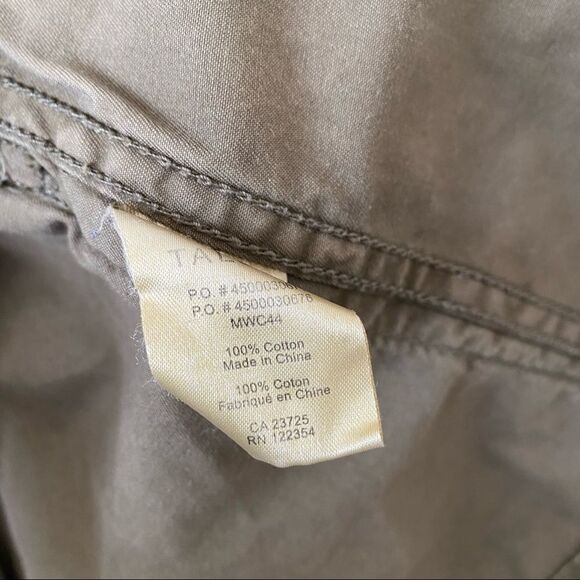 P.O. # 4500030678
MWC44
100% Cotton
Made in China
100% Coton
Fabriqué en Chine
CA 23725
RN 122354